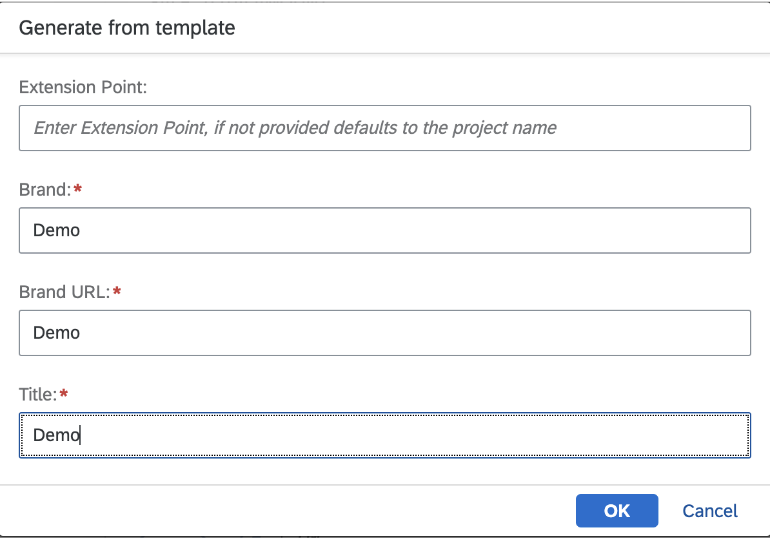 Generate from template
Extension Point:
Enter Extension Point, if not provided defaults to the project name
Brand:*
Demo
Brand URL:*
Demo
Title:*
Demo
OK Cancel